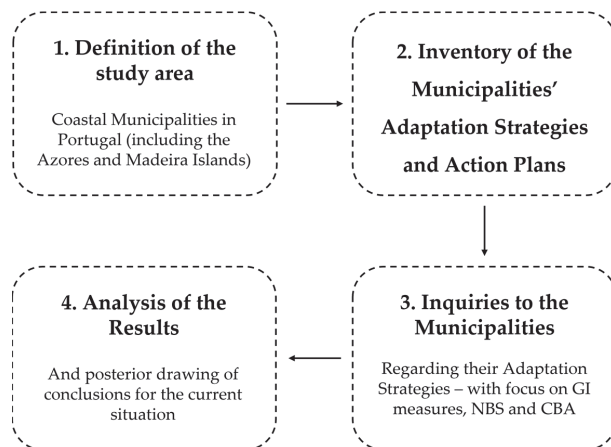 1. Definition of the
study area
Coastal Municipalities in
Portugal (including the
Azores and Madeira Islands)
2. Inventory of the
Municipalities’
Adaptation Strategies
and Action Plans
3. Inquiries to the
Municipalities
Regarding their Adaptation
Strategies – with focus on GI
measures, NBS and CBA
4. Analysis of the
Results
And posterior drawing of
conclusions for the current
situation